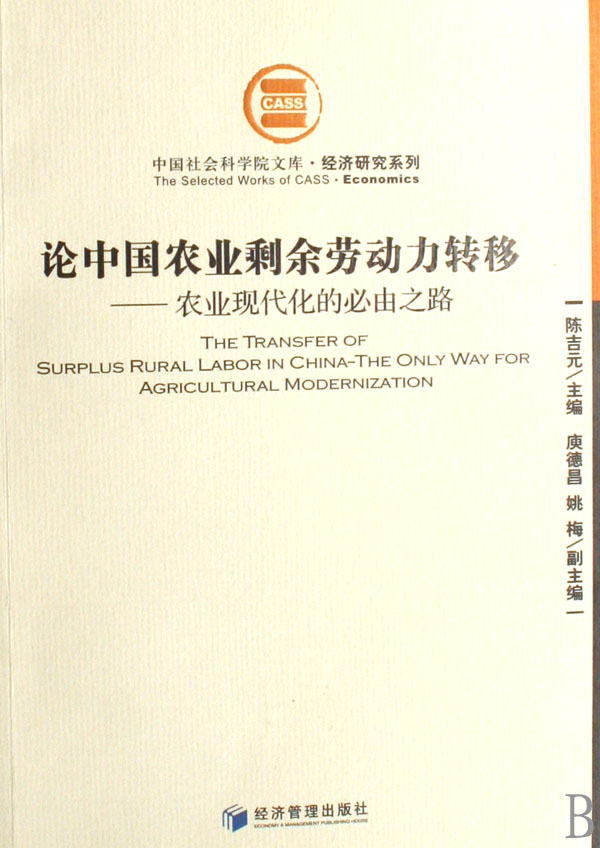 CASS
中国社会科学院文库·经济研究系列
The Selected Works of CASS · Economics
论中国农业剩余劳动力转移
——农业现代化的必由之路
THE TRANSFER OF
SURPLUS RURAL LABOR IN CHINA–THE ONLY WAY FOR
AGRICULTURAL MODERNIZATION
陈吉元/主编 庾德昌 姚 梅/副主编
经济管理出版社
ECONOMY & MANAGEMENT PUBLISHING HOUSE
B